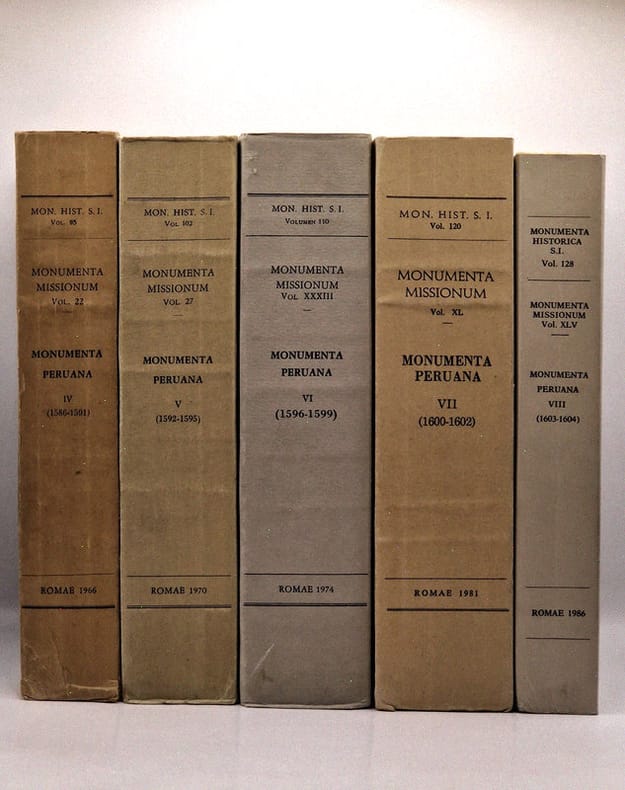 MON. HIST. S. I.
VOL. 95
MONUMENTA
MISSIONUM
VOL. 22
MONUMENTA
PERUANA
IV
(1586-1591)
ROMAE 1966
MON. HIST. S. I.
VOL 102
MONUMENTA
MISSIONUM
VOL. 27
MONUMENTA
PERUANA
V
(1592-1595)
ROMAE 1970
MON. HIST. S. I.
VOLUMEN 110
MONUMENTA
MISSIONUM
VOL XXXIII
MONUMENTA
PERUANA
VI
(1596-1599)
ROMAE 1974
MON. HIST. S. I.
Vol. 120
MONUMENTA
MISSIONUM
Vol. XL
MONUMENTA
PERUANA
VII
(1600-1602)
ROMAE 1981
MONUMENTA
HISTORICA
S.I.
Vol. 128
MONUMENTA
MISSIONUM
Vol. XLV
MONUMENTA
PERUANA
VIII
(1603-1604)
ROMAE 1986